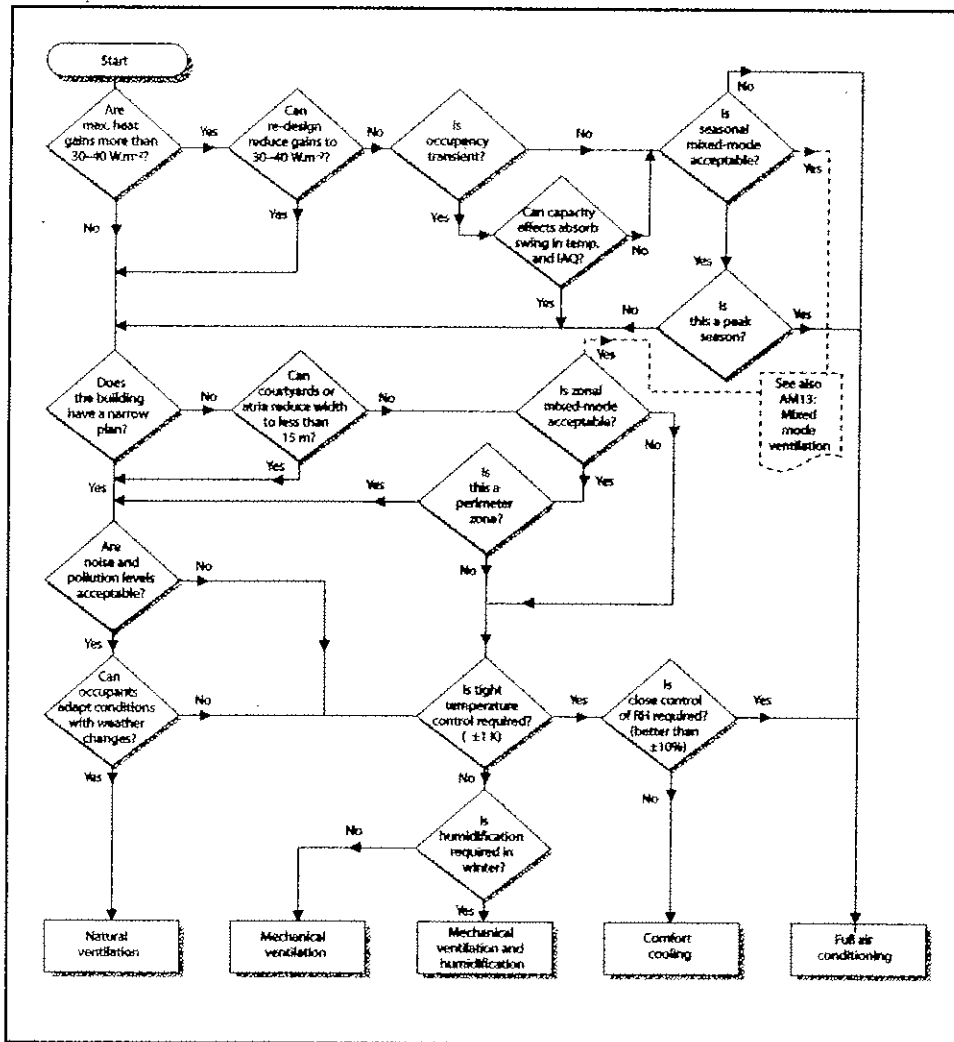 Start
Are
max. heat
gains more than
30–40 W.m⁻²?
Yes
No
Can
re-design
reduce gains to
30–40 W.m⁻²?
No
Yes
Is
occupancy
transient?
No
Yes
Can capacity
effects absorb
swing in temp.
and IAQ?
No
Yes
Is
seasonal
mixed-mode
acceptable?
No
Yes
Yes
Is
this a peak
season?
No
Yes
Does
the building
have a narrow
plan?
No
Yes
Can
courtyards or
atria reduce width
to less than
15 m?
No
Yes
Is zonal
mixed-mode
acceptable?
Yes
No
Yes
See also
AM13:
Mixed
mode
ventilation
Is
this a
perimeter
zona?
Yes
No
Are
noise and
pollution levels
acceptable?
No
Yes
Can
occupants
adapt conditions
with weather
changes?
No
Yes
Is tight
temperature
control required?
( ±1 K)
Yes
No
Is
close control
of RH required?
(better than
±10%)
Yes
No
Is
humidification
required in
winter?
No
Yes
Natural
ventilation
Mechanical
ventilation
Mechanical
ventilation and
humidification
Comfort
cooling
Full air
conditioning